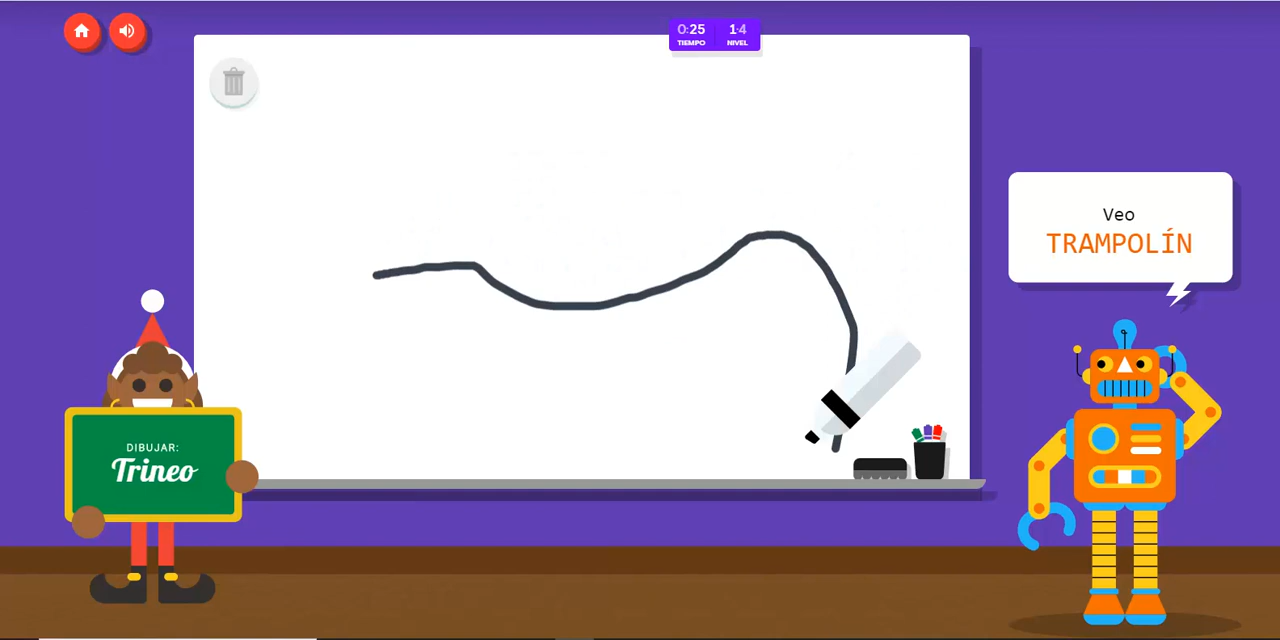 0:25
TIEMPO
1:4
NIVEL
Veo
TRAMPOLÍN
DIBUJAR:
Trineo